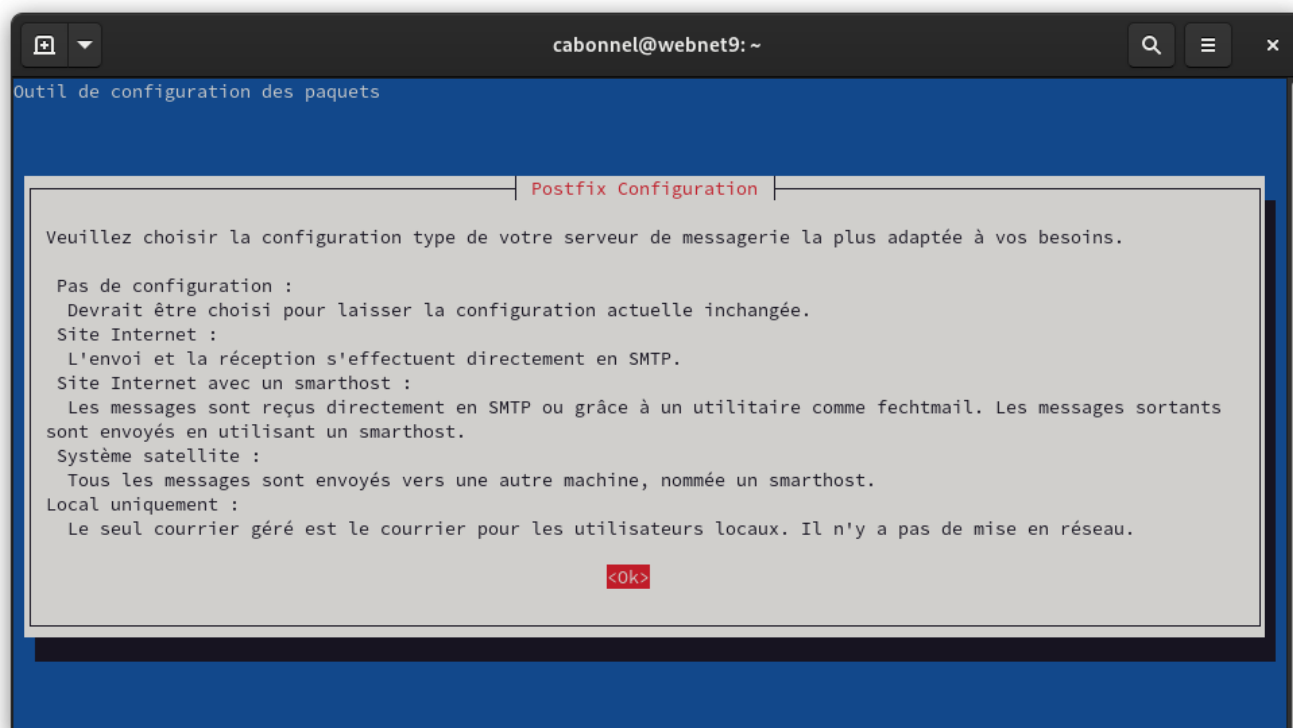 cabonnel@webnet9: ~
Outil de configuration des paquets
Postfix Configuration
Veuillez choisir la configuration type de votre serveur de messagerie la plus adaptée à vos besoins.
Pas de configuration :
Devrait être choisi pour laisser la configuration actuelle inchangée.
Site Internet :
L'envoi et la réception s'effectuent directement en SMTP.
Site Internet avec un smarthost :
Les messages sont reçus directement en SMTP ou grâce à un utilitaire comme fechtmail. Les messages sortants
sont envoyés en utilisant un smarthost.
Système satellite :
Tous les messages sont envoyés vers une autre machine, nommée un smarthost.
Local uniquement :
Le seul courrier géré est le courrier pour les utilisateurs locaux. Il n'y a pas de mise en réseau.
<Ok>